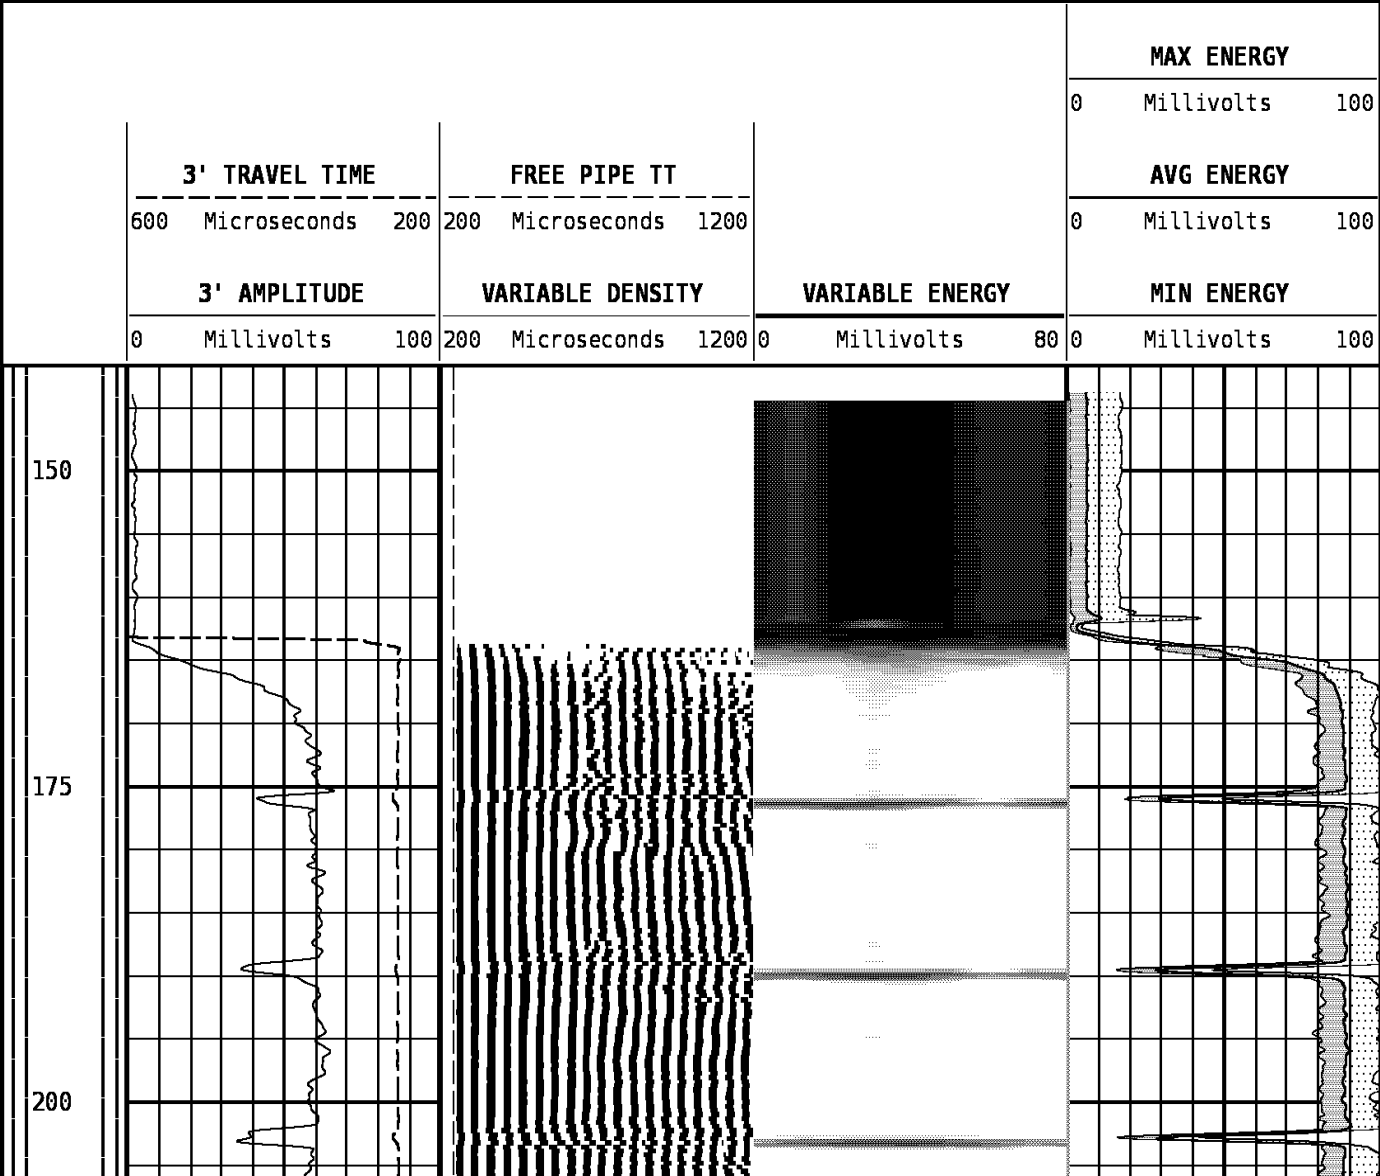 MAX ENERGY
0 Millivolts 100
3' TRAVEL TIME FREE PIPE TT AVG ENERGY
600 Microseconds 200 200 Microseconds 1200 0 Millivolts 100
3' AMPLITUDE VARIABLE DENSITY VARIABLE ENERGY MIN ENERGY
0 Millivolts 100 200 Microseconds 1200 0 Millivolts 80 0 Millivolts 100
150
175
200